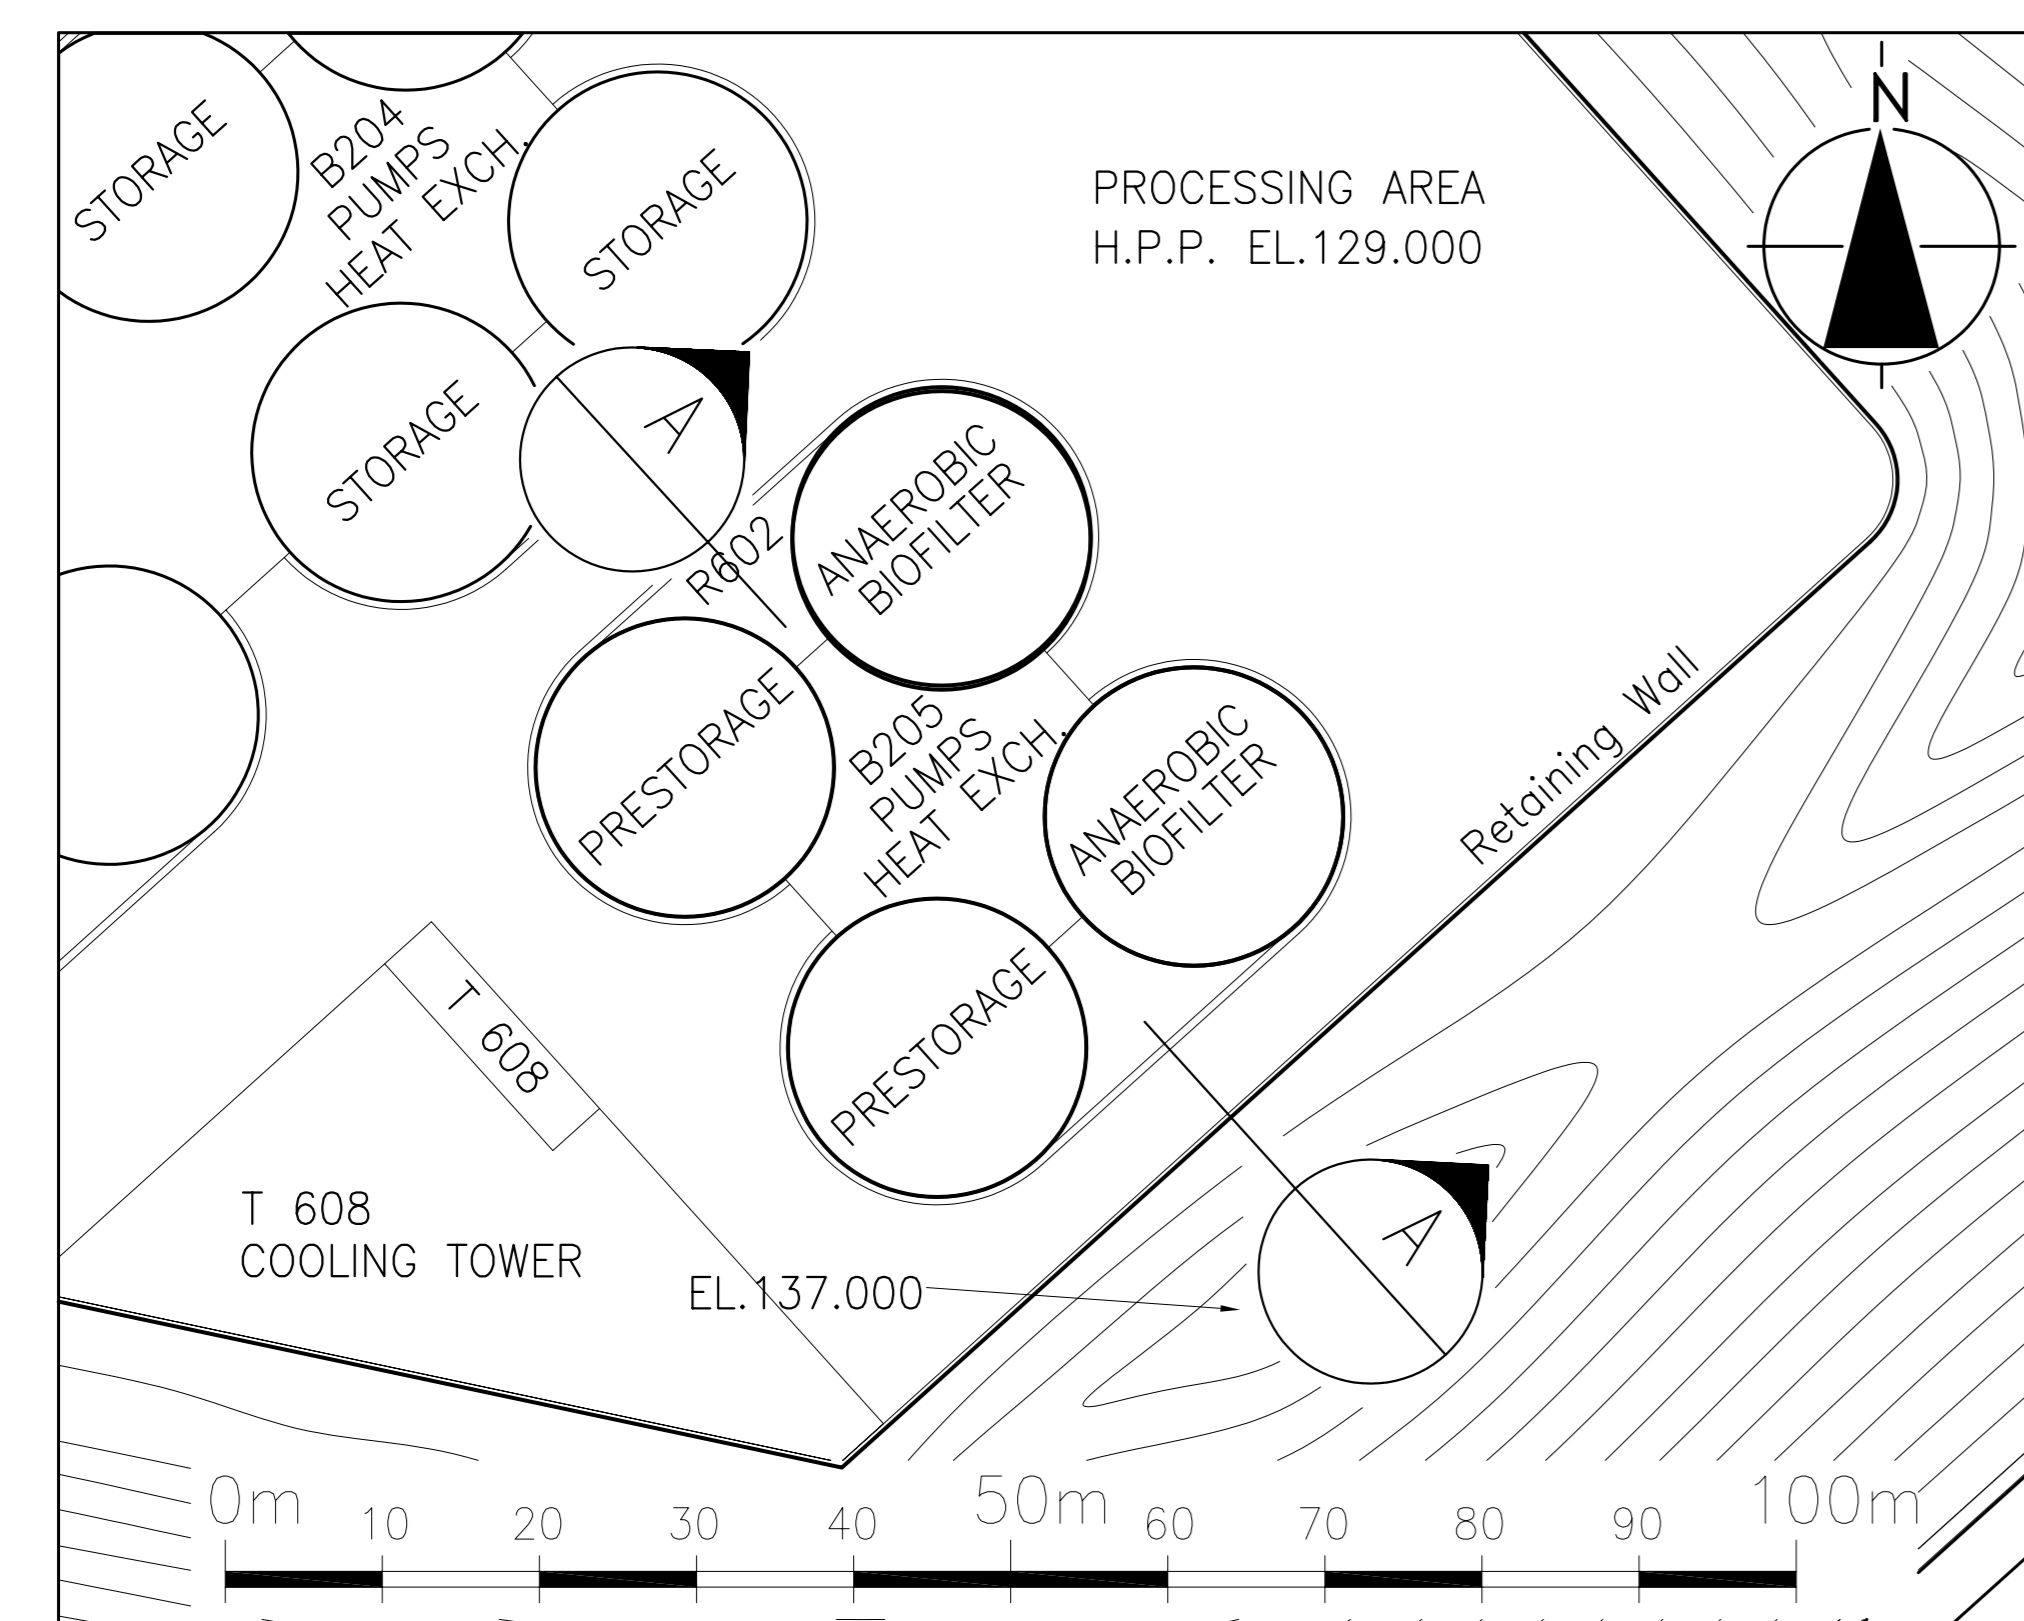 N
STORAGE
B204
PUMPS
HEAT EXCH.
STORAGE
PROCESSING AREA
H.P.P. EL.129.000
STORAGE
A
R602
ANAEROBIC
BIOFILTER
PRESTORAGE
B205
PUMPS
HEAT EXCH.
ANAEROBIC
BIOFILTER
Retaining Wall
PRESTORAGE
T 608
T 608
COOLING TOWER
EL.137.000
A
0m 10 20 30 40 50m 60 70 80 90 100m